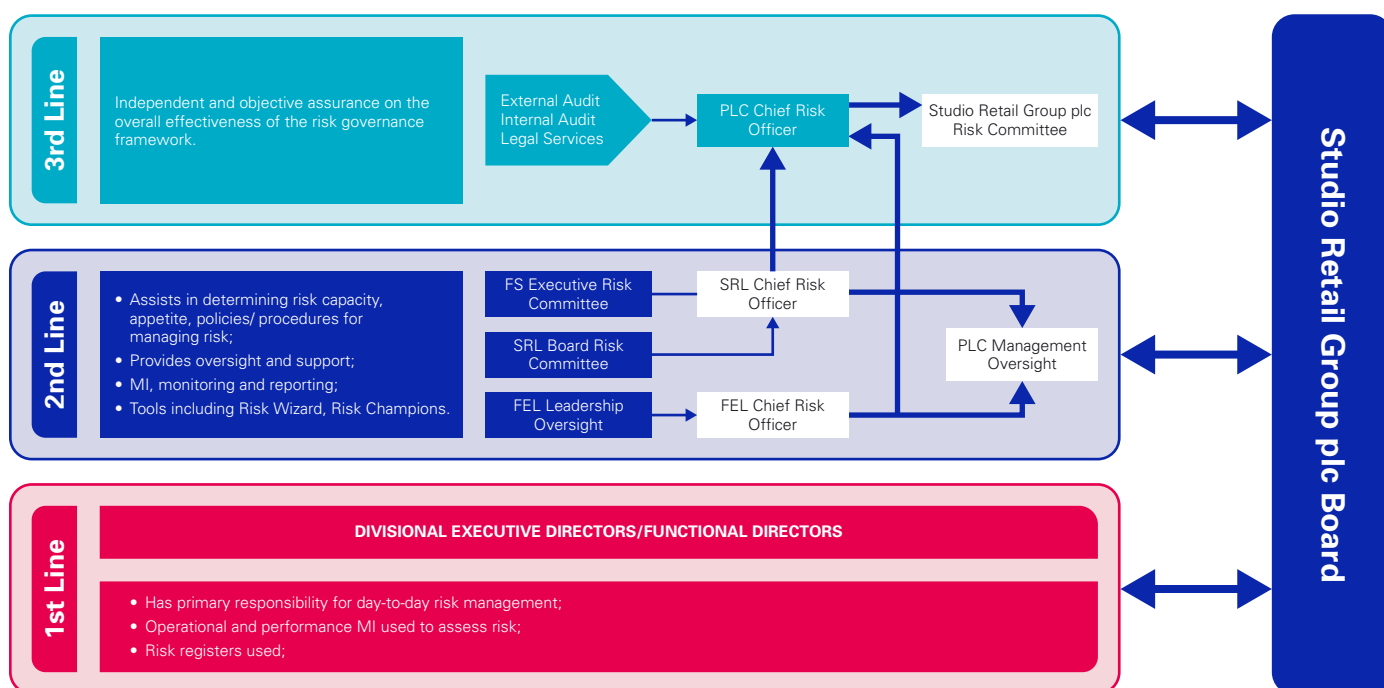 3rd Line
Independent and objective assurance on the
overall effectiveness of the risk governance
framework.
External Audit
Internal Audit
Legal Services
PLC Chief Risk
Officer
Studio Retail Group plc
Risk Committee
2nd Line
• Assists in determining risk capacity,
appetite, policies/ procedures for
managing risk;
• Provides oversight and support;
• MI, monitoring and reporting;
• Tools including Risk Wizard, Risk Champions.
FS Executive Risk
Committee
SRL Chief Risk
Officer
SRL Board Risk
Committee
PLC Management
Oversight
FEL Leadership
Oversight
FEL Chief Risk
Officer
1st Line
DIVISIONAL EXECUTIVE DIRECTORS/FUNCTIONAL DIRECTORS
• Has primary responsibility for day-to-day risk management;
• Operational and performance MI used to assess risk;
• Risk registers used;
Studio Retail Group plc Board